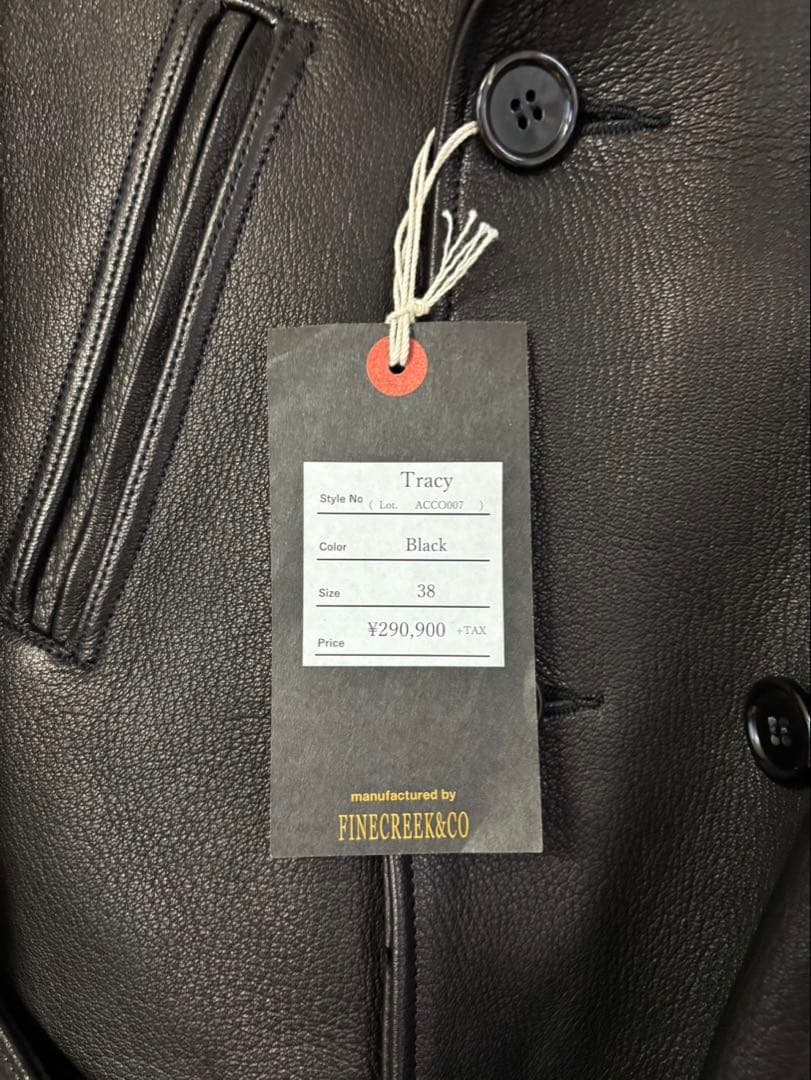 Tracy
Style No ( Lot. ACCO007 )
Color Black
Size 38
Price ¥290,900 +TAX
manufactured by
FINECREEK&CO